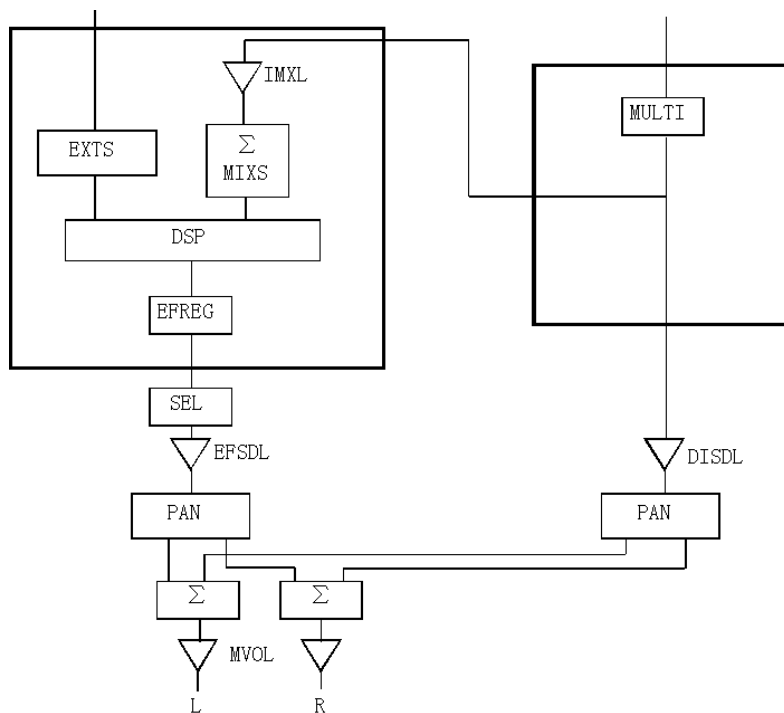 IMXL
MULTI
EXTS
Σ
MIXS
DSP
EFREG
SEL
EFSDL
DISDL
PAN
PAN
Σ
Σ
MVOL
L
R